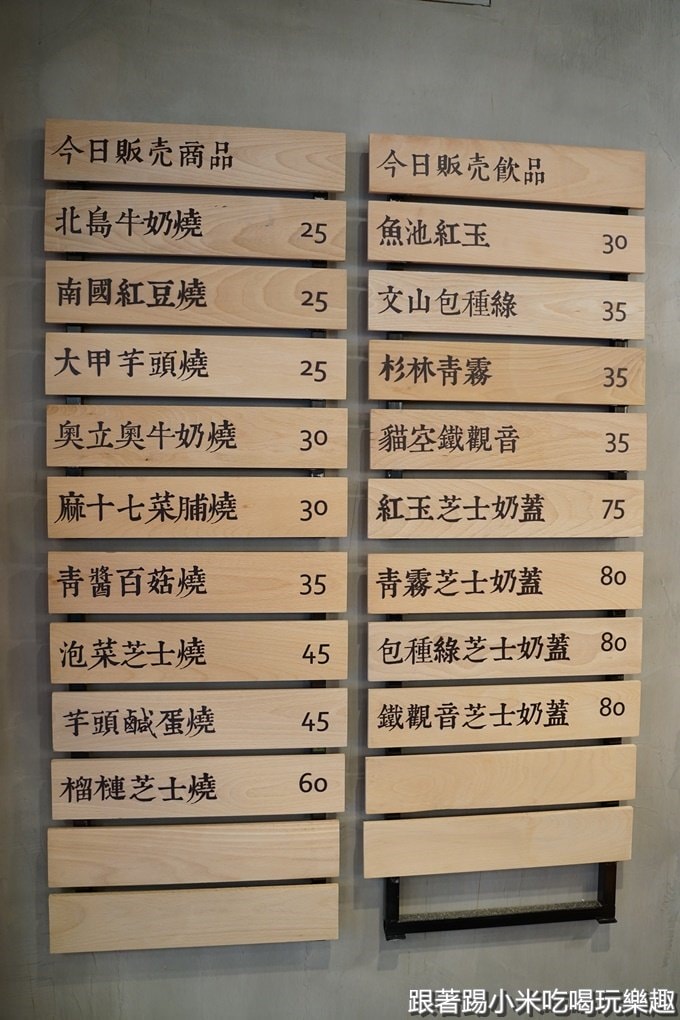 今日販売商品
北島牛奶燒 25
南國紅豆燒 25
大甲芋頭燒 25
奧立奧牛奶燒 30
麻十七菜脯燒 30
青醬百菇燒 35
泡菜芝士燒 45
芋頭鹹蛋燒 45
榴槤芝士燒 60
今日販売飲品
魚池紅玉 30
文山包種綠 35
杉林青霧 35
貓空鐵觀音 35
紅玉芝士奶蓋 75
青霧芝士奶蓋 80
包種綠芝士奶蓋 80
鐵觀音芝士奶蓋 80
跟著踢小米吃喝玩樂趣